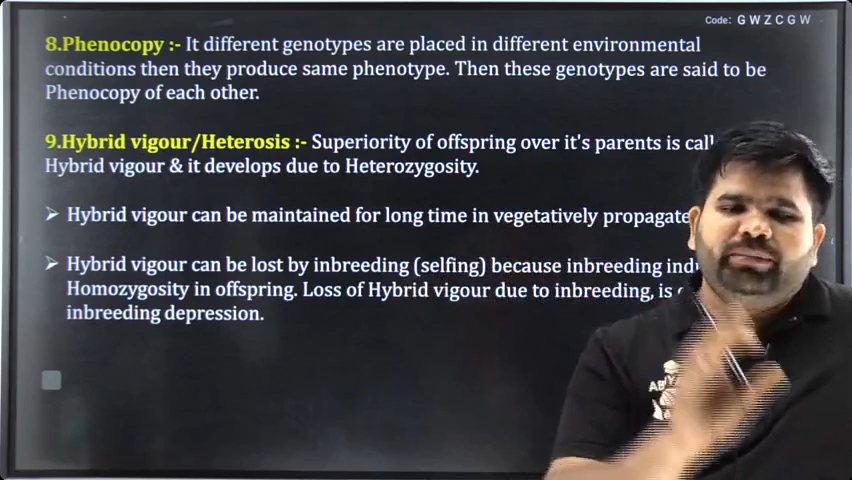 Code: G W Z C G W
8.Phenocopy :- It different genotypes are placed in different environmental
conditions then they produce same phenotype. Then these genotypes are said to be
Phenocopy of each other.
9.Hybrid vigour/Heterosis :- Superiority of offspring over it's parents is call
Hybrid vigour & it develops due to Heterozygosity.
➢ Hybrid vigour can be maintained for long time in vegetatively propagate
➢ Hybrid vigour can be lost by inbreeding (selfing) because inbreeding ind
Homozygosity in offspring. Loss of Hybrid vigour due to inbreeding, is
inbreeding depression.